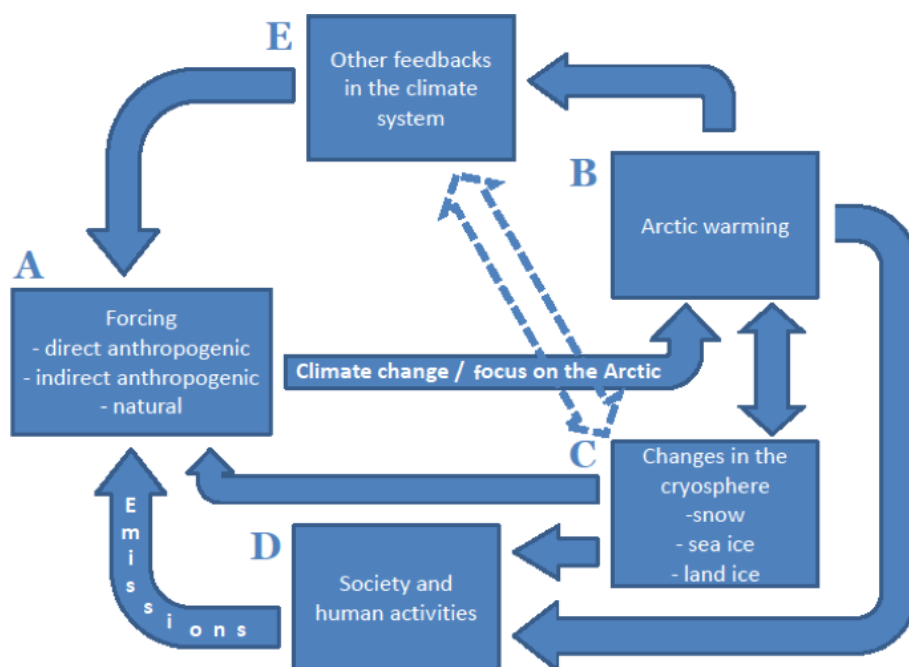 E
Other feedbacks
in the climate
system
B
Arctic warming
A
Forcing
- direct anthropogenic
- indirect anthropogenic
- natural
Climate change / focus on the Arctic
C
Changes in the
cryosphere
-snow
- sea ice
- land ice
D
Society and
human activities
Emissions